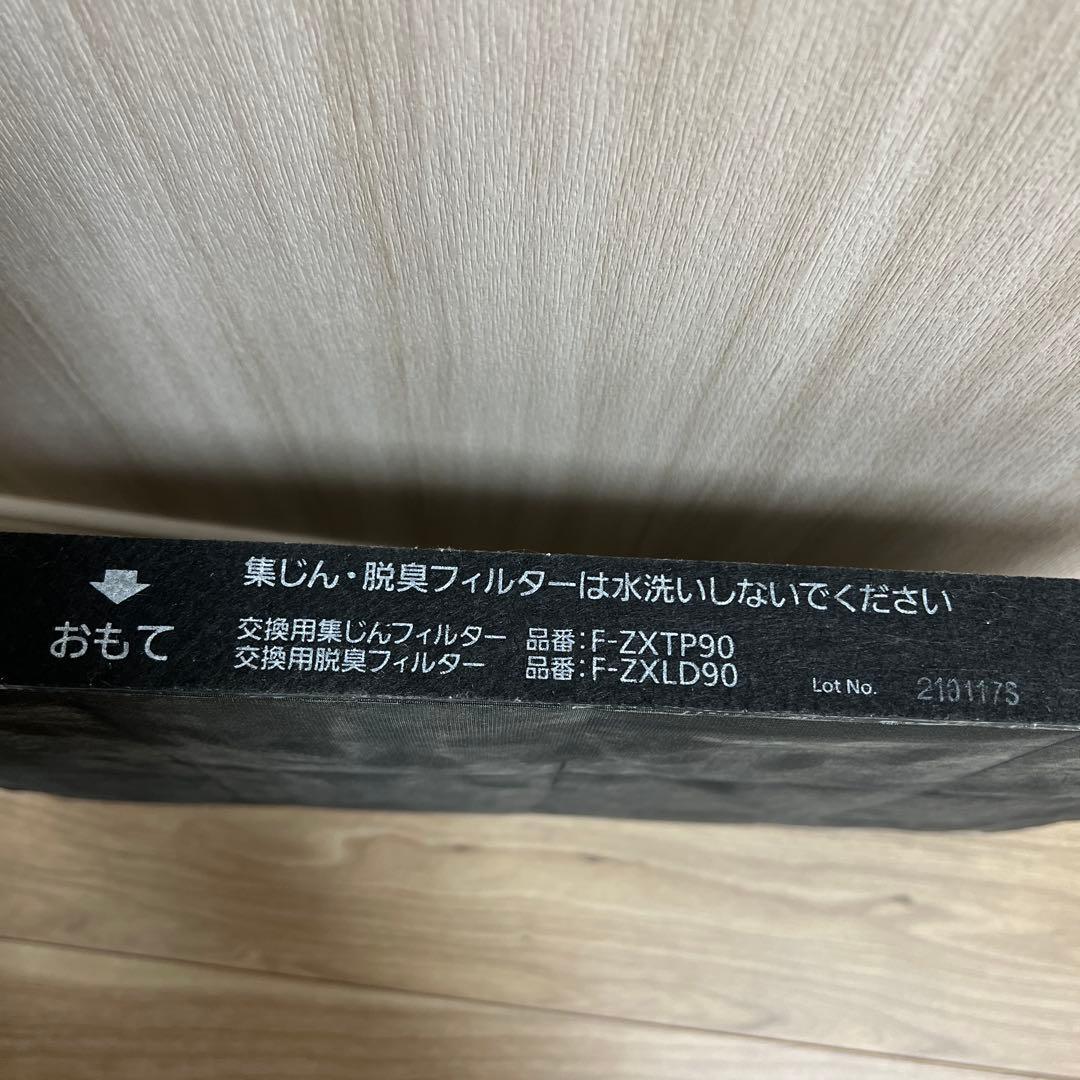 集じん・脱臭フィルターは水洗いしないでください
おもて
交換用集じんフィルター 品番：F-ZXTP90
交換用脱臭フィルター 品番：F-ZXLD90
Lot No. 210117S